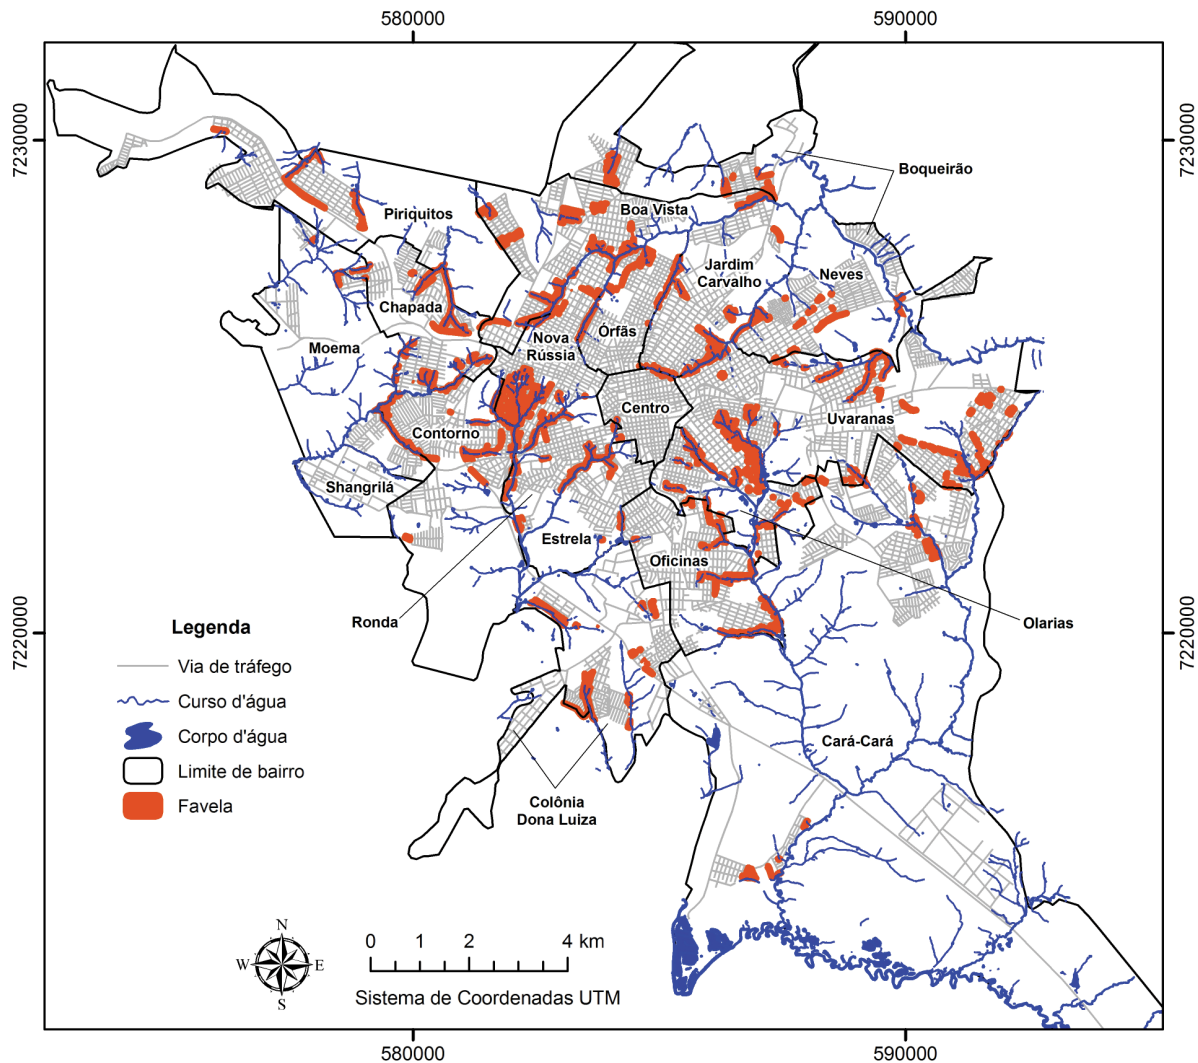 580000
590000
7230000
7230000
Boqueirão
Boa Vista
Piriquitos
Jardim
Carvalho
Neves
Chapada
Órfãs
Nova
Rússia
Moema
Centro
Uvaranas
Contorno
Shangrilá
Estrela
Oficinas
Ronda
Olarias
7220000
7220000
Legenda
Via de tráfego
Curso d'água
Corpo d'água
Limite de bairro
Favela
Cará-Cará
Colônia
Dona Luiza
N
W
E
S
0 1 2 4 km
Sistema de Coordenadas UTM
580000
590000